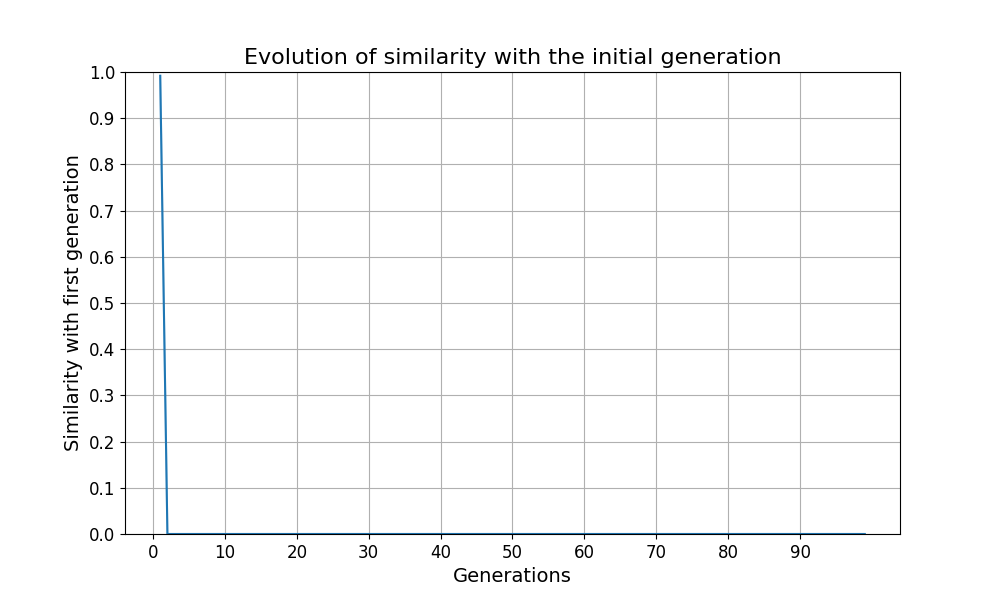 Evolution of similarity with the initial generation
1.0
0.9
0.8
0.7
0.6
0.5
0.4
0.3
0.2
0.1
0.0
Similarity with first generation
0 10 20 30 40 50 60 70 80 90
Generations